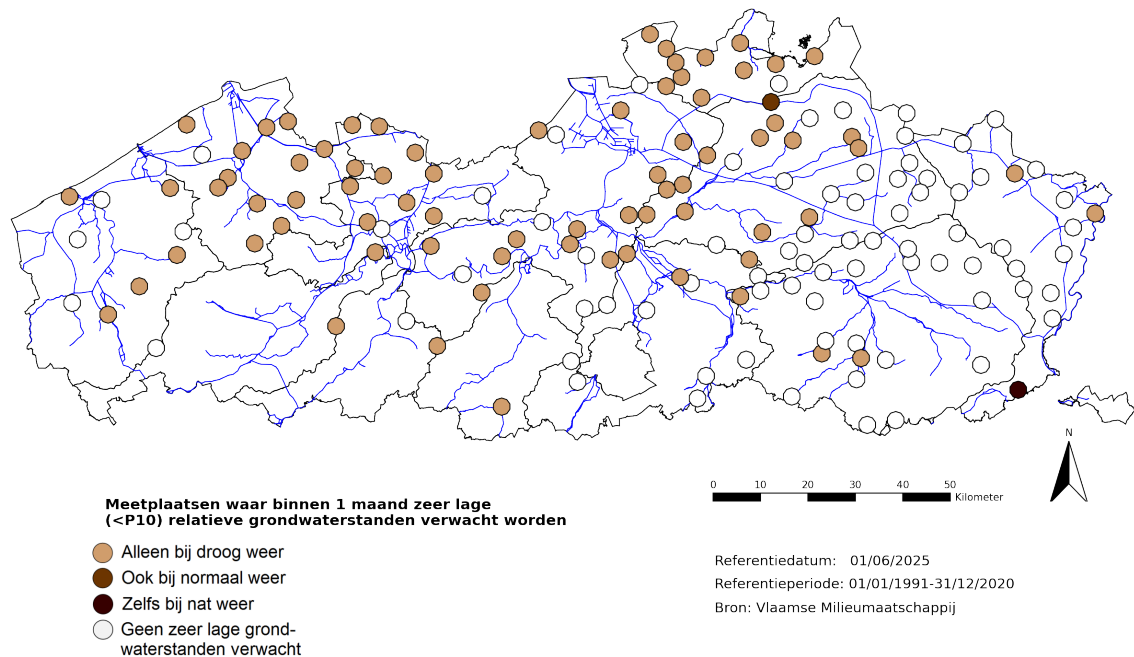 N
0 10 20 30 40 50
Kilometer
Meetplaatsen waar binnen 1 maand zeer lage
(<P10) relatieve grondwaterstanden verwacht worden
Alleen bij droog weer
Ook bij normaal weer
Zelfs bij nat weer
Geen zeer lage grond-
waterstanden verwacht
Referentiedatum: 01/06/2025
Referentieperiode: 01/01/1991-31/12/2020
Bron: Vlaamse Milieumaatschappij